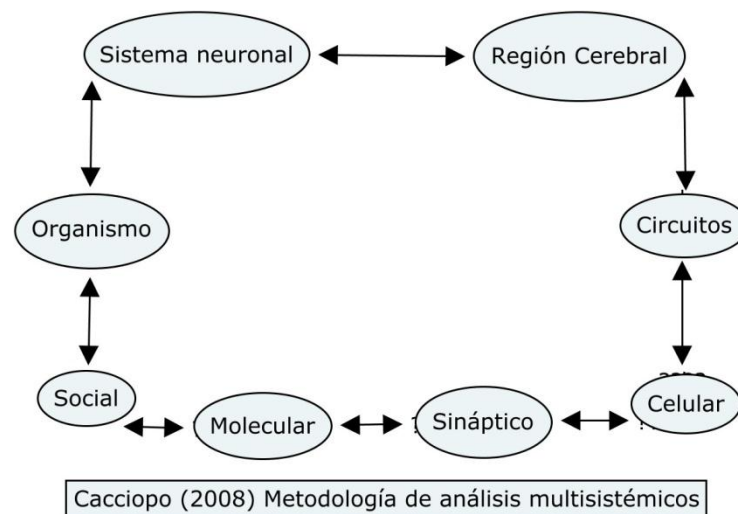 Sistema neuronal
Región Cerebral
Organismo
Circuitos
Social
Molecular
Sináptico
Celular
Cacciopo (2008) Metodología de análisis multisistémicos